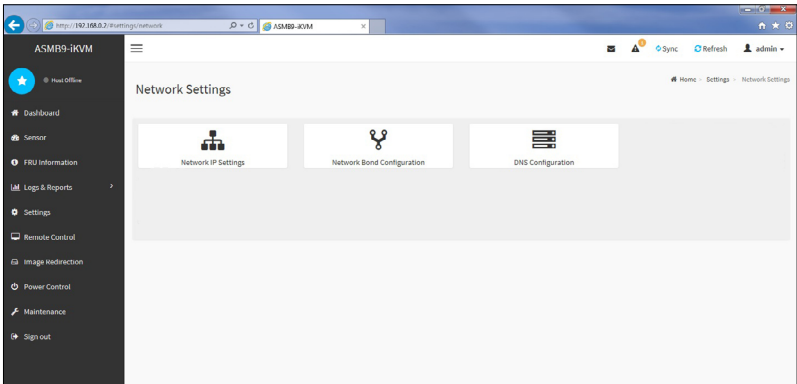 http://192.168.0.2/#settings/network
ASMB9-iKVM
ASMB9-iKVM
Sync
Refresh
admin
Host Offline
Home
Settings
Network Settings
Network Settings
Dashboard
Sensor
FRU Information
Logs & Reports
Settings
Remote Control
Image Redirection
Power Control
Maintenance
Sign out
Network IP Settings
Network Bond Configuration
DNS Configuration